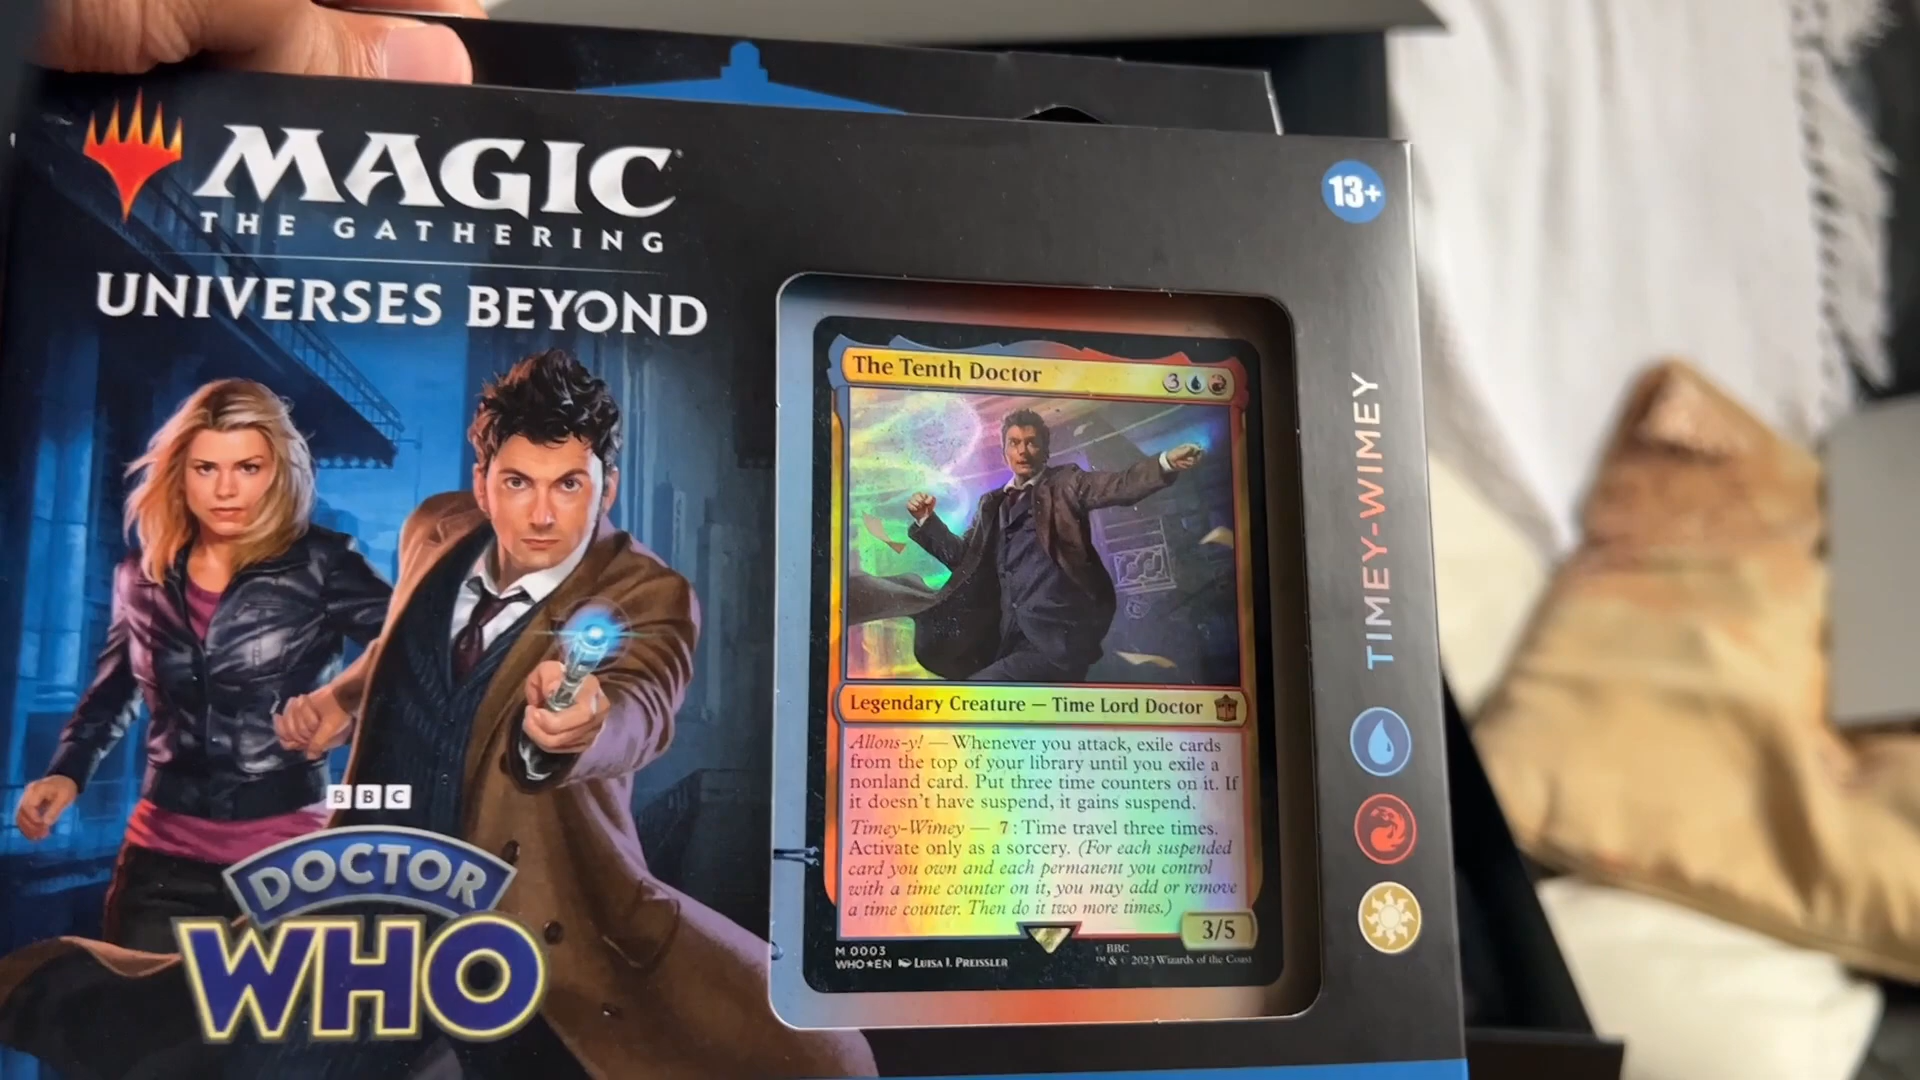 MAGIC
THE GATHERING
UNIVERSES BEYOND
BBC
DOCTOR
WHO
13+
The Tenth Doctor
3
Legendary Creature — Time Lord Doctor
Allons-y! — Whenever you attack, exile cards
from the top of your library until you exile a
nonland card. Put three time counters on it. If
it doesn't have suspend, it gains suspend.
Timey-Wimey — 7: Time travel three times.
Activate only as a sorcery. (For each suspended
card you own and each permanent you control
with a time counter on it, you may add or remove
a time counter. Then do it two more times.)
3/5
M 0003
WHO★EN LUISA J. PREISSLER
© BBC
™ & © 2023 Wizards of the Coast
TIMEY-WIMEY